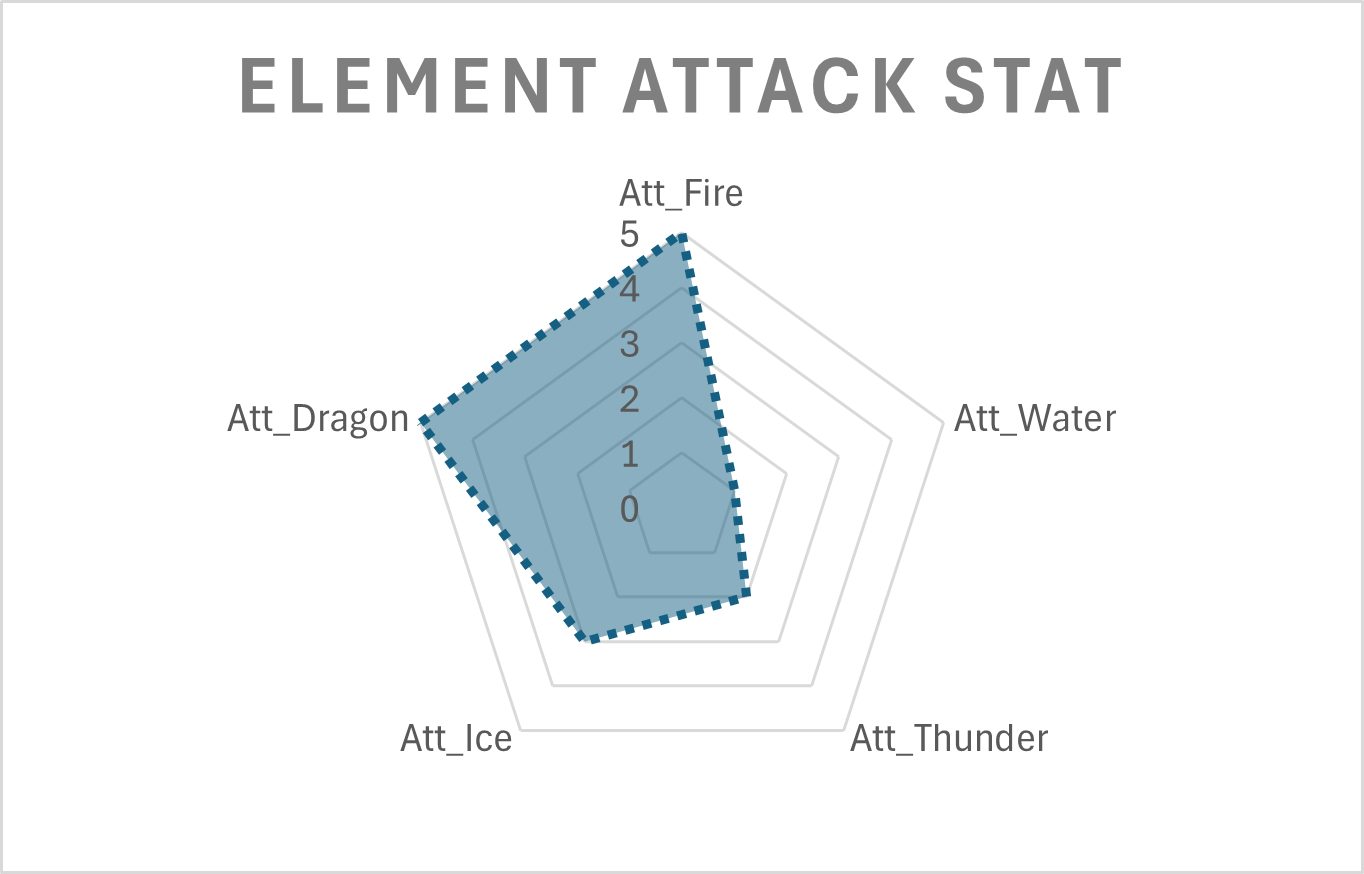 ELEMENT ATTACK STAT
Att_Fire
5
4
3
2
1
0
Att_Dragon
Att_Water
Att_Ice
Att_Thunder